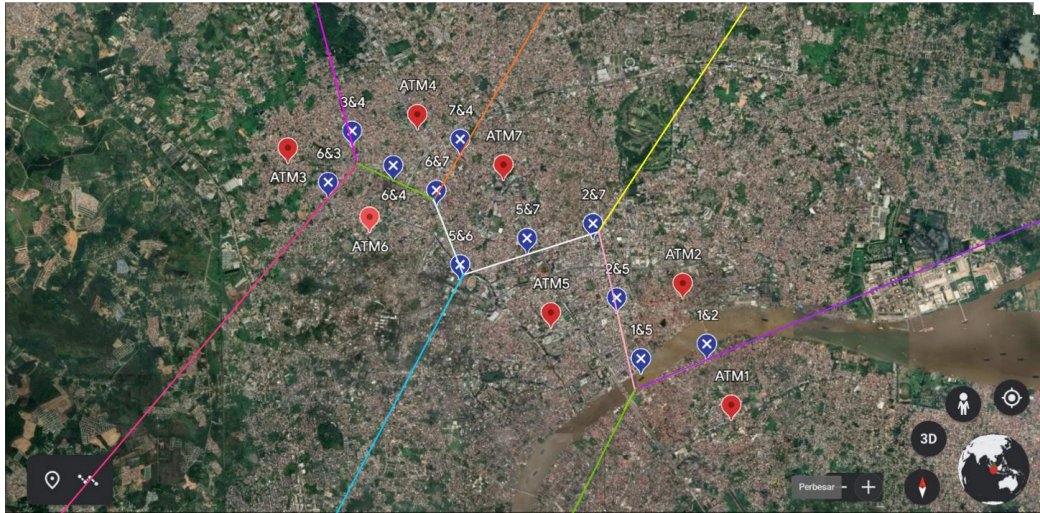 ATM4
3&4
7&4
ATM7
6&3
6&7
ATM3
6&4
2&7
ATM6
5&6
5&7
ATM2
2&5
ATM5
1&2
1&5
ATM1
3D
Perbesar